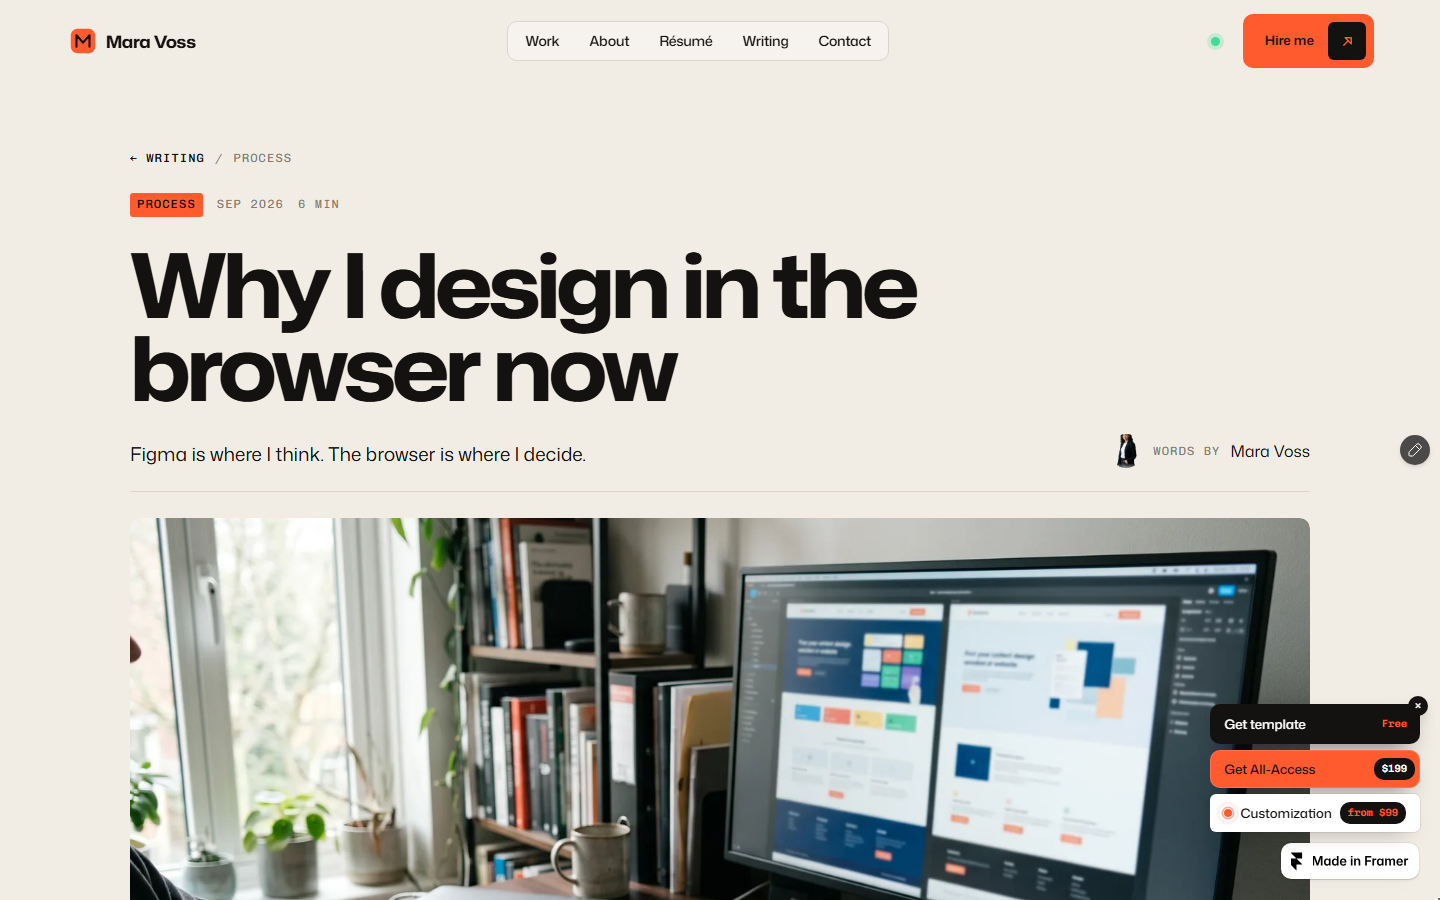 Mara Voss
Work About Résumé Writing Contact
Hire me
← WRITING / PROCESS
PROCESS SEP 2026 6 MIN
Why I design in the
browser now
Figma is where I think. The browser is where I decide.
WORDS BY Mara Voss
Get template Free
Get All-Access $199
Customization from $99
Made in Framer